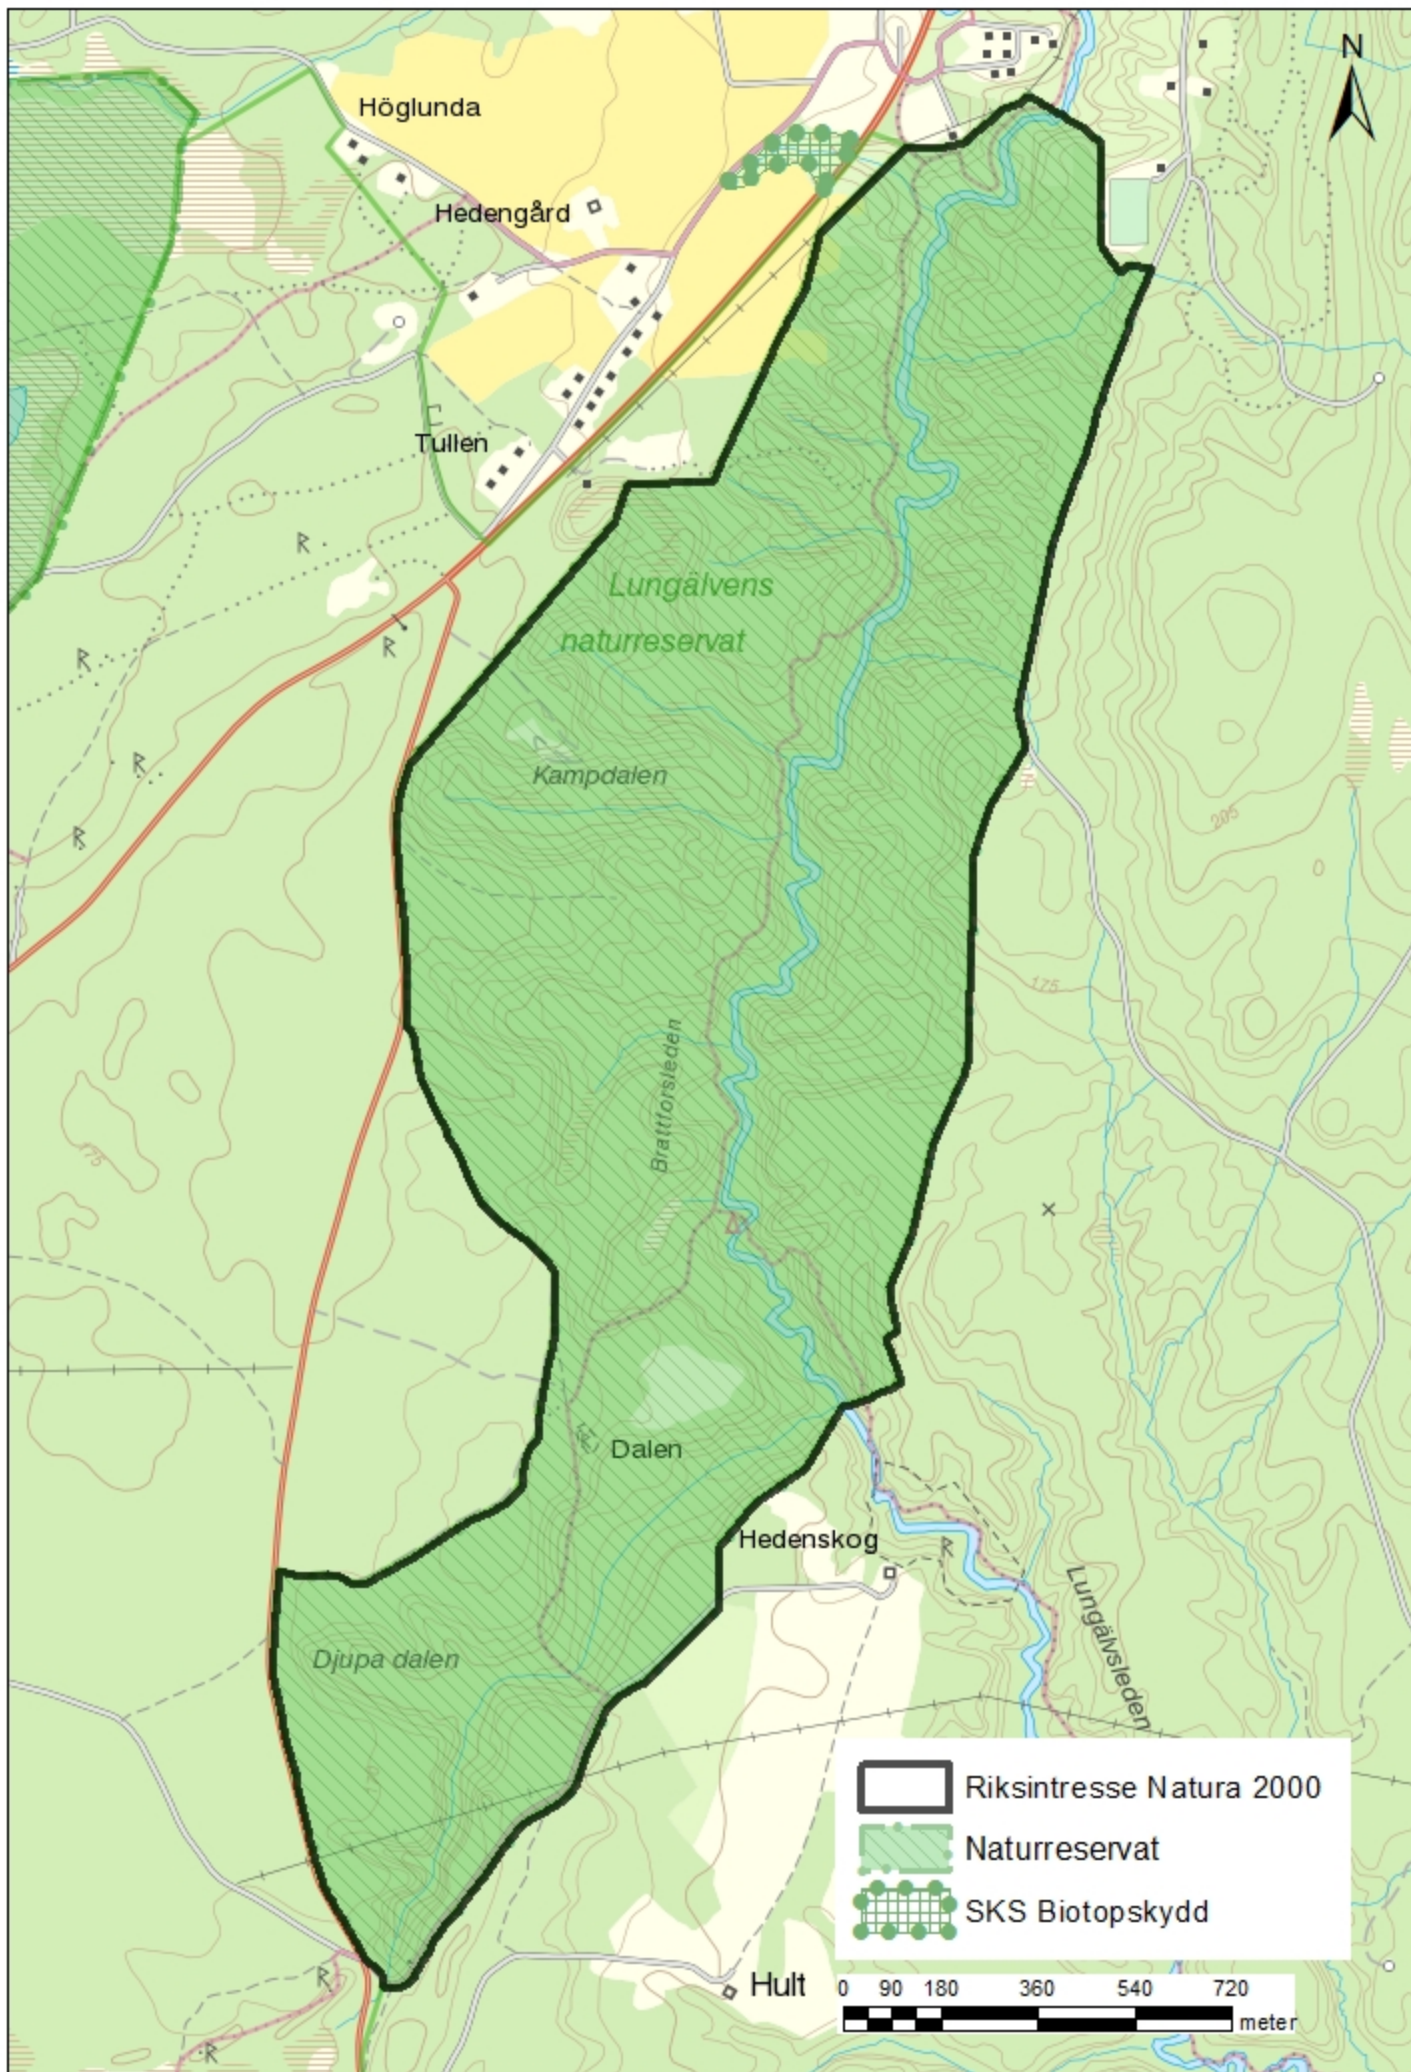 N
Höglunda
Hedengård
Tullen
R
Lungälvens
naturreservat
R
R
R
Kampdalen
R
205
175
Brattforsleden
175
Dalen
Hedenskog
R
Lungälvsleden
Djupa dalen
170
Riksintresse Natura 2000
Naturreservat
SKS Biotopskydd
R
Hult
0 90 180 360 540 720
meter
R